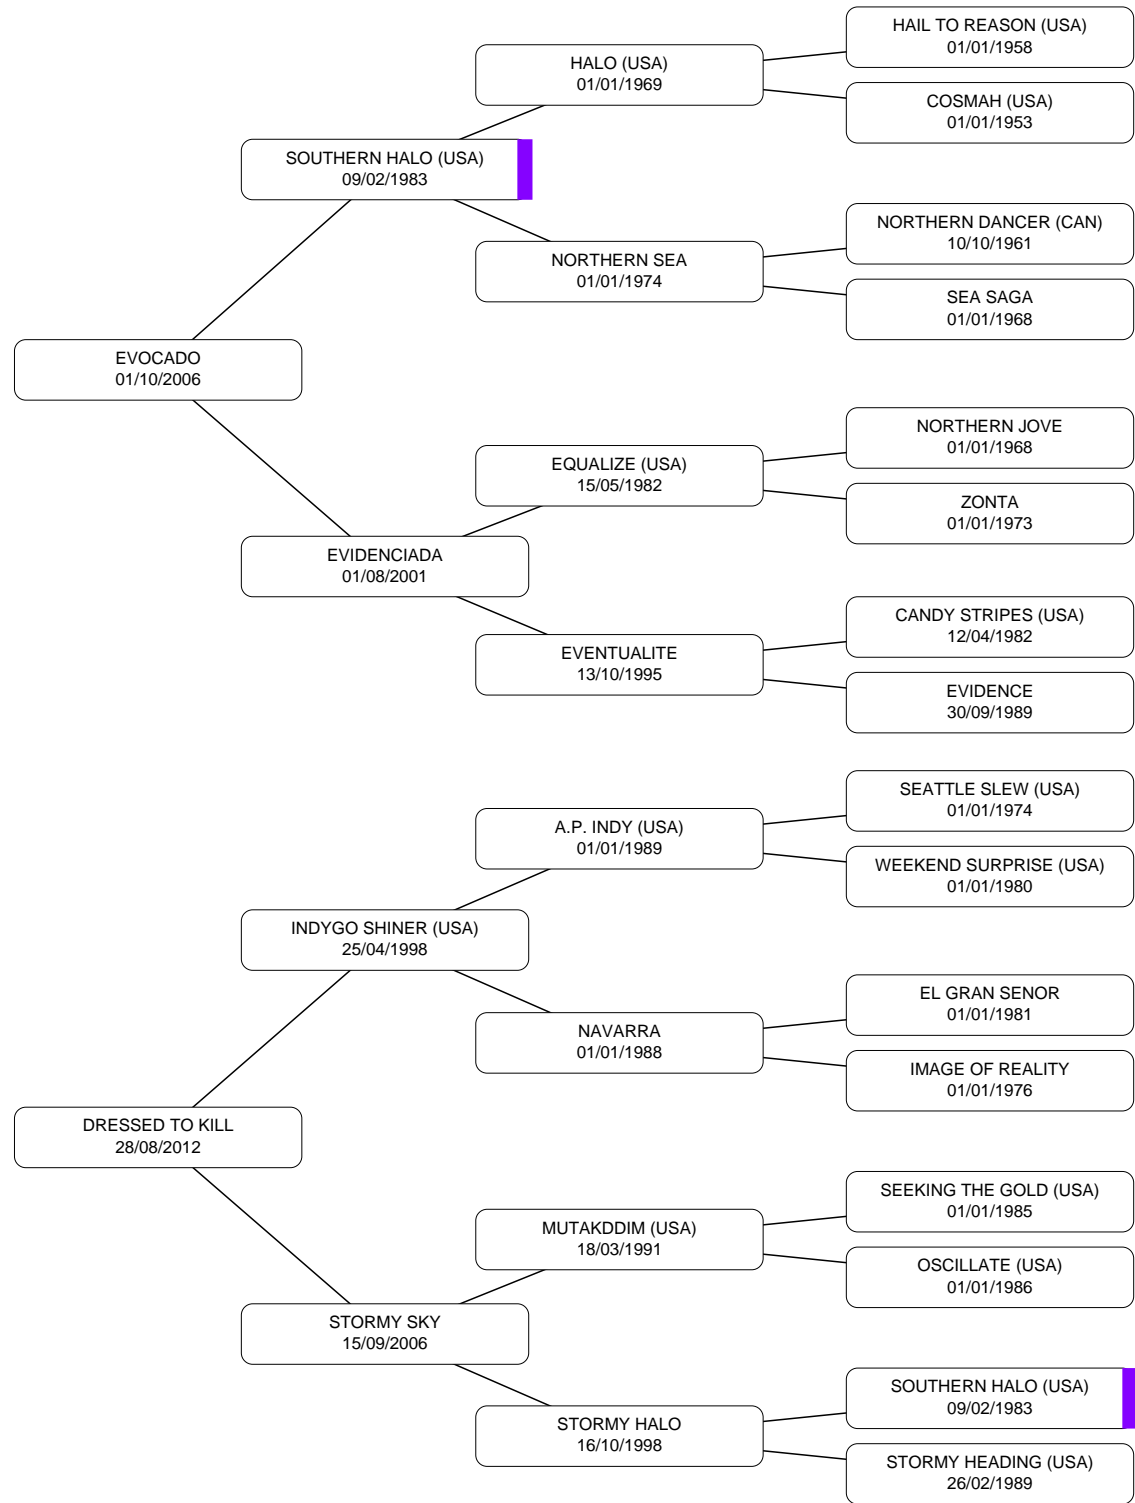 HAIL TO REASON (USA)
01/01/1958
HALO (USA)
01/01/1969
COSMAH (USA)
01/01/1953
SOUTHERN HALO (USA)
09/02/1983
NORTHERN DANCER (CAN)
10/10/1961
NORTHERN SEA
01/01/1974
SEA SAGA
01/01/1968
EVOCADO
01/10/2006
NORTHERN JOVE
01/01/1968
EQUALIZE (USA)
15/05/1982
ZONTA
01/01/1973
EVIDENCIADA
01/08/2001
CANDY STRIPES (USA)
12/04/1982
EVENTUALITE
13/10/1995
EVIDENCE
30/09/1989
SEATTLE SLEW (USA)
01/01/1974
A.P. INDY (USA)
01/01/1989
WEEKEND SURPRISE (USA)
01/01/1980
INDYGO SHINER (USA)
25/04/1998
EL GRAN SENOR
01/01/1981
NAVARRA
01/01/1988
IMAGE OF REALITY
01/01/1976
DRESSED TO KILL
28/08/2012
SEEKING THE GOLD (USA)
01/01/1985
MUTAKDDIM (USA)
18/03/1991
OSCILLATE (USA)
01/01/1986
STORMY SKY
15/09/2006
SOUTHERN HALO (USA)
09/02/1983
STORMY HALO
16/10/1998
STORMY HEADING (USA)
26/02/1989